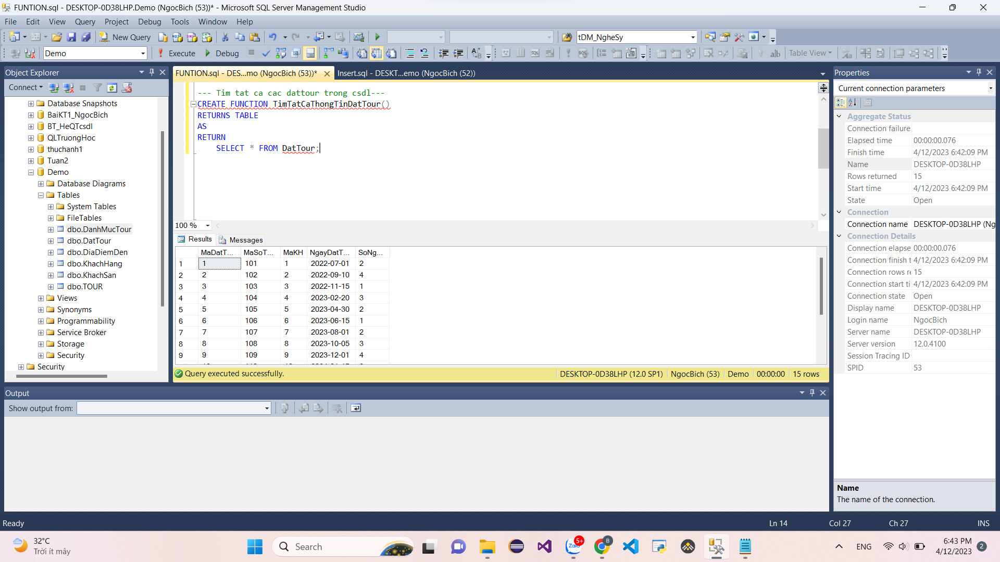 FUNTION.sql - DESKTOP-0D38LHP.Demo (NgocBich (53))* - Microsoft SQL Server Management Studio
File Edit View Query Project Debug Tools Window Help
New Query tDM_NgheSy
Demo Execute Debug Table View
Object Explorer
Connect
Database Snapshots
BaiKT1_NgocBich
BT_HeQTcsdl
QLTruongHoc
thuchanh1
Tuan2
Demo
Database Diagrams
Tables
System Tables
FileTables
dbo.DanhMucTour
dbo.DatTour
dbo.DiaDiemDen
dbo.KhachHang
dbo.KhachSan
dbo.TOUR
Views
Synonyms
Programmability
Service Broker
Storage
Security
Security
FUNTION.sql - DES...mo (NgocBich (53))* Insert.sql - DESKT...emo (NgocBich (52))
--- Tim tat ca cac dattour trong csdl---
CREATE FUNCTION TimTatCaThongTinDatTour()
RETURNS TABLE
AS
RETURN
SELECT * FROM DatTour;
100 %
Results Messages
MaDatT... MaSoT... MaKH NgayDatT... SoNg...
1 1 101 1 2022-07-01 2
2 2 102 2 2022-09-10 4
3 3 103 3 2022-11-15 1
4 4 104 4 2023-02-20 3
5 5 105 5 2023-04-30 2
6 6 106 6 2023-06-15 1
7 7 107 7 2023-08-01 2
8 8 108 8 2023-10-05 3
9 9 109 9 2023-12-01 4
Query executed successfully. DESKTOP-0D38LHP (12.0 SP1) NgocBich (53) Demo 00:00:00 15 rows
Properties
Current connection parameters
Aggregate Status
Connection failure
Elapsed time 00:00:00.076
Finish time 4/12/2023 6:42:09 PM
Name DESKTOP-0D38LHP
Rows returned 15
Start time 4/12/2023 6:42:09 PM
State Open
Connection
Connection name DESKTOP-0D38LHP (Ng
Connection Details
Connection elapse 00:00:00.076
Connection finish t 4/12/2023 6:42:09 PM
Connection rows re 15
Connection start ti 4/12/2023 6:42:09 PM
Connection state Open
Display name DESKTOP-0D38LHP
Login name NgocBich
Server name DESKTOP-0D38LHP
Server version 12.0.4100
Session Tracing ID
SPID 53
Name
The name of the connection.
Output
Show output from:
Ready Ln 14 Col 27 Ch 27 INS
32°C
Trời ít mây
Search
Zalo 5+
B
ENG
6:43 PM
4/12/2023
2